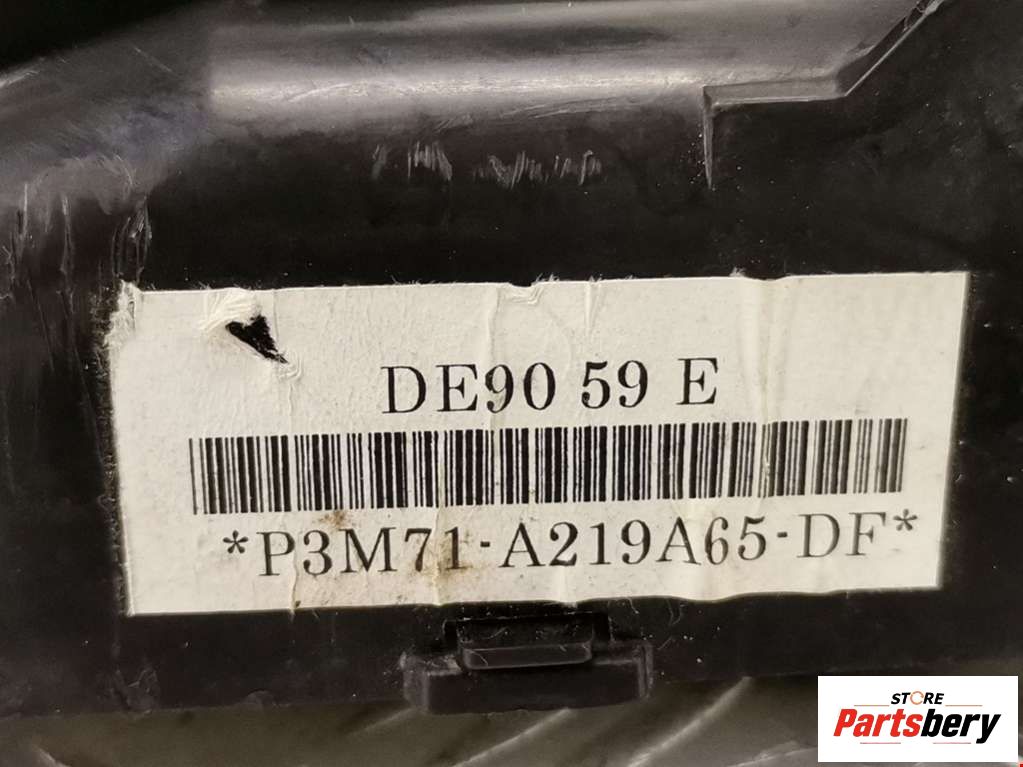 DE90 59 E
*P3M71-A219A65-DF*
STORE
Partsbery